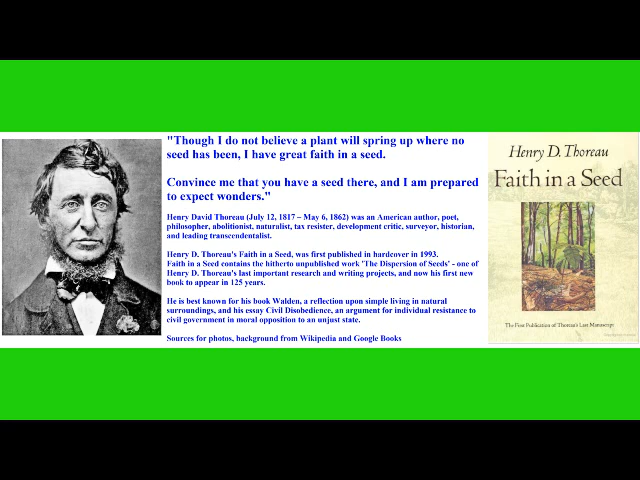 "Though I do not believe a plant will spring up where no
seed has been, I have great faith in a seed.
Convince me that you have a seed there, and I am prepared
to expect wonders."
Henry David Thoreau (July 12, 1817 – May 6, 1862) was an American author, poet,
philosopher, abolitionist, naturalist, tax resister, development critic, surveyor, historian,
and leading transcendentalist.
Henry D. Thoreau's Faith in a Seed, was first published in hardcover in 1993.
Faith in a Seed contains the hitherto unpublished work 'The Dispersion of Seeds' - one of
Henry D. Thoreau's last important research and writing projects, and now his first new
book to appear in 125 years.
He is best known for his book Walden, a reflection upon simple living in natural
surroundings, and his essay Civil Disobedience, an argument for individual resistance to
civil government in moral opposition to an unjust state.
Sources for photos, background from Wikipedia and Google Books
Henry D. Thoreau
Faith in a Seed
The First Publication of Thoreau's Last Manuscript